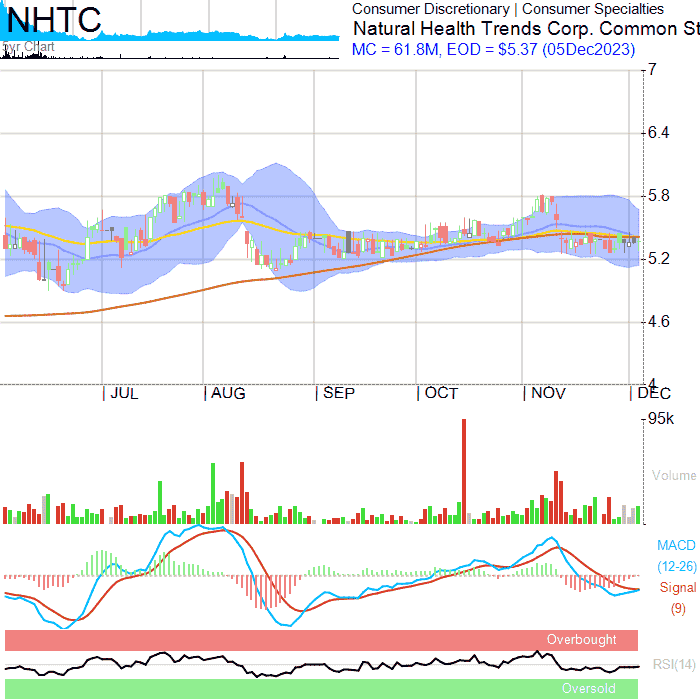 NHTC
5yr Chart
Consumer Discretionary | Consumer Specialties
Natural Health Trends Corp. Common St
MC = 61.8M, EOD = $5.37 (05Dec2023)
7
6.4
5.8
5.2
4.6
4
JUL AUG SEP OCT NOV DEC
95k
Volume
MACD
(12-26)
Signal
(9)
Overbought
RSI(14)
Oversold